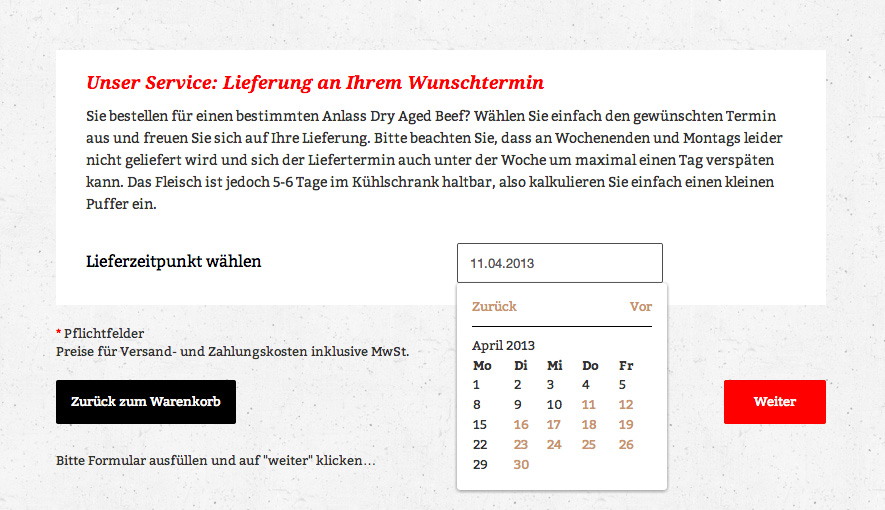 Unser Service: Lieferung an Ihrem Wunschtermin
Sie bestellen für einen bestimmten Anlass Dry Aged Beef? Wählen Sie einfach den gewünschten Termin
aus und freuen Sie sich auf Ihre Lieferung. Bitte beachten Sie, dass an Wochenenden und Montags leider
nicht geliefert wird und sich der Liefertermin auch unter der Woche um maximal einen Tag verspäten
kann. Das Fleisch ist jedoch 5-6 Tage im Kühlschrank haltbar, also kalkulieren Sie einfach einen kleinen
Puffer ein.
Lieferzeitpunkt wählen
11.04.2013
Zurück Vor
April 2013
Mo Di Mi Do Fr
1 2 3 4 5
8 9 10 11 12
15 16 17 18 19
22 23 24 25 26
29 30
* Pflichtfelder
Preise für Versand- und Zahlungskosten inklusive MwSt.
Zurück zum Warenkorb
Weiter
Bitte Formular ausfüllen und auf "weiter" klicken...